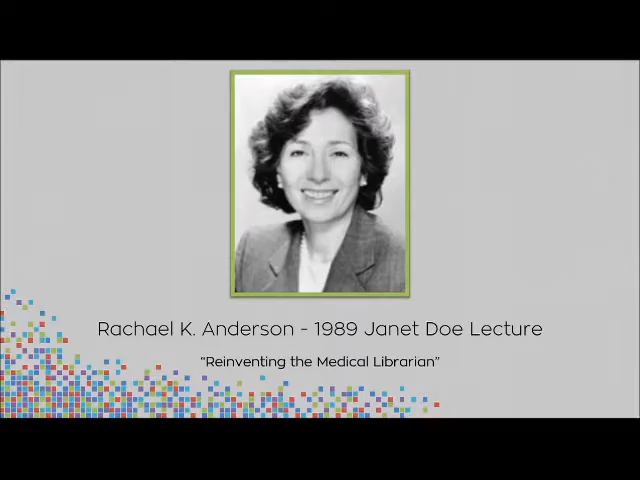 Rachael K. Anderson - 1989 Janet Doe Lecture
“Reinventing the Medical Librarian”